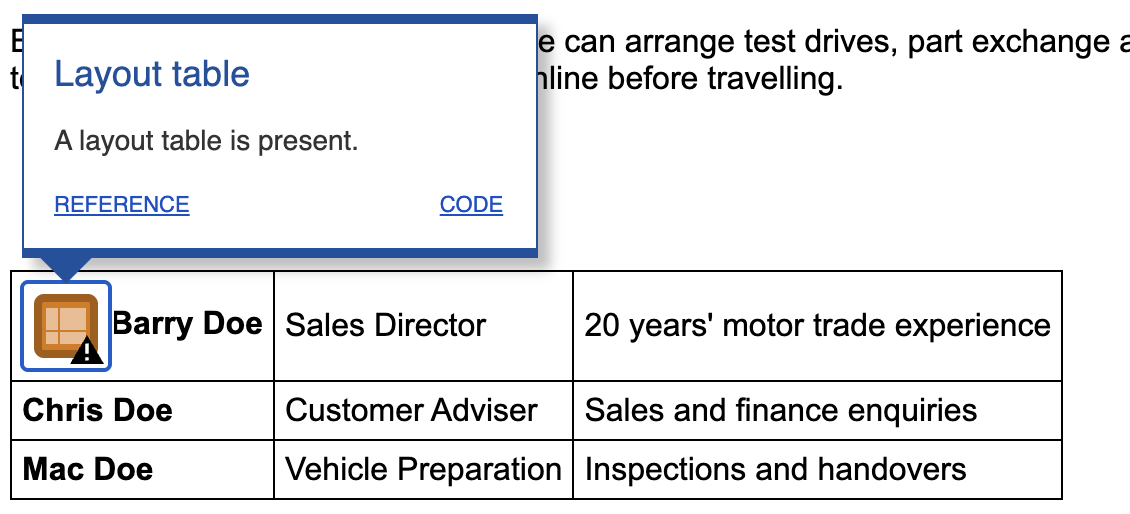 e can arrange test drives, part exchange
nline before travelling.
Layout table
A layout table is present.
REFERENCE CODE
Barry Doe Sales Director 20 years' motor trade experience
Chris Doe Customer Adviser Sales and finance enquiries
Mac Doe Vehicle Preparation Inspections and handovers